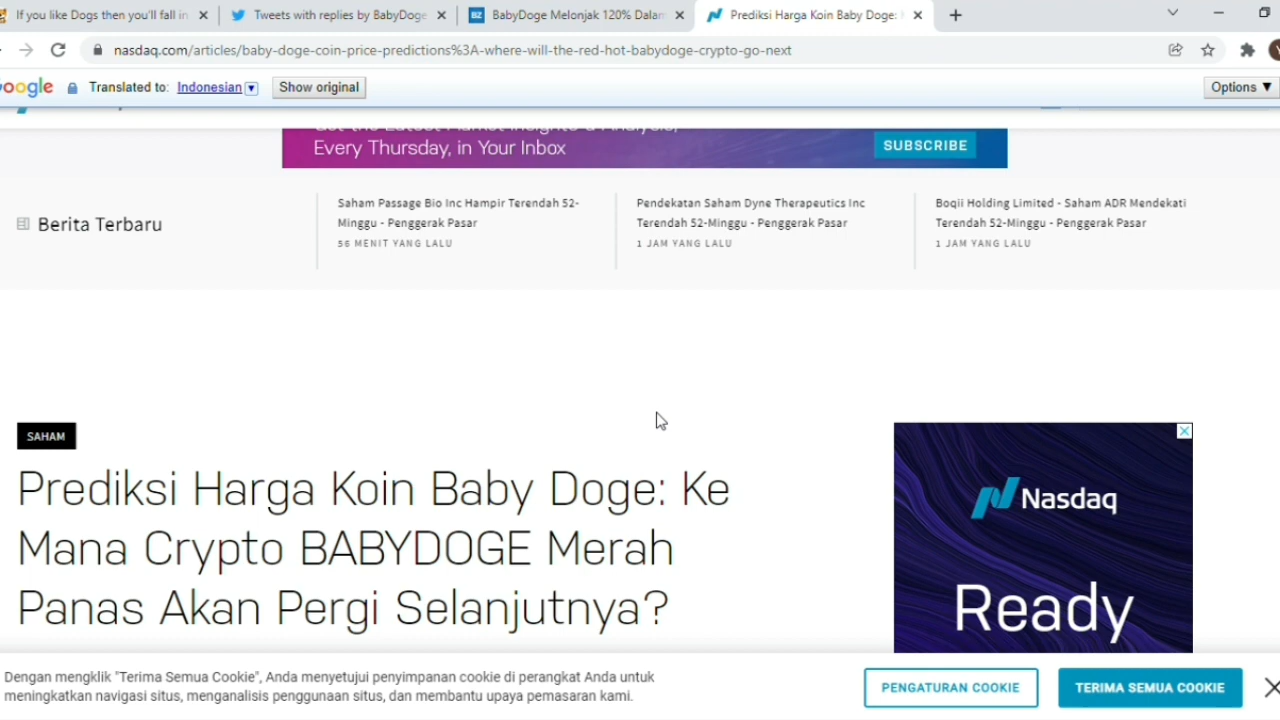 If you like Dogs then you'll fall in
Tweets with replies by BabyDoge
BZ
BabyDoge Melonjak 120% Dalam
Prediksi Harga Koin Baby Doge:
nasdaq.com/articles/baby-doge-coin-price-predictions%3A-where-will-the-red-hot-babydoge-crypto-go-next
oogle
Translated to: Indonesian
Show original
Options
Every Thursday, in Your Inbox
SUBSCRIBE
Berita Terbaru
Saham Passage Bio Inc Hampir Terendah 52-
Minggu - Penggerak Pasar
56 MENIT YANG LALU
Pendekatan Saham Dyne Therapeutics Inc
Terendah 52-Minggu - Penggerak Pasar
1 JAM YANG LALU
Boqii Holding Limited - Saham ADR Mendekati
Terendah 52-Minggu - Penggerak Pasar
1 JAM YANG LALU
SAHAM
Prediksi Harga Koin Baby Doge: Ke
Mana Crypto BABYDOGE Merah
Panas Akan Pergi Selanjutnya?
Nasdaq
Ready
Dengan mengklik "Terima Semua Cookie", Anda menyetujui penyimpanan cookie di perangkat Anda untuk
meningkatkan navigasi situs, menganalisis penggunaan situs, dan membantu upaya pemasaran kami.
PENGATURAN COOKIE
TERIMA SEMUA COOKIE